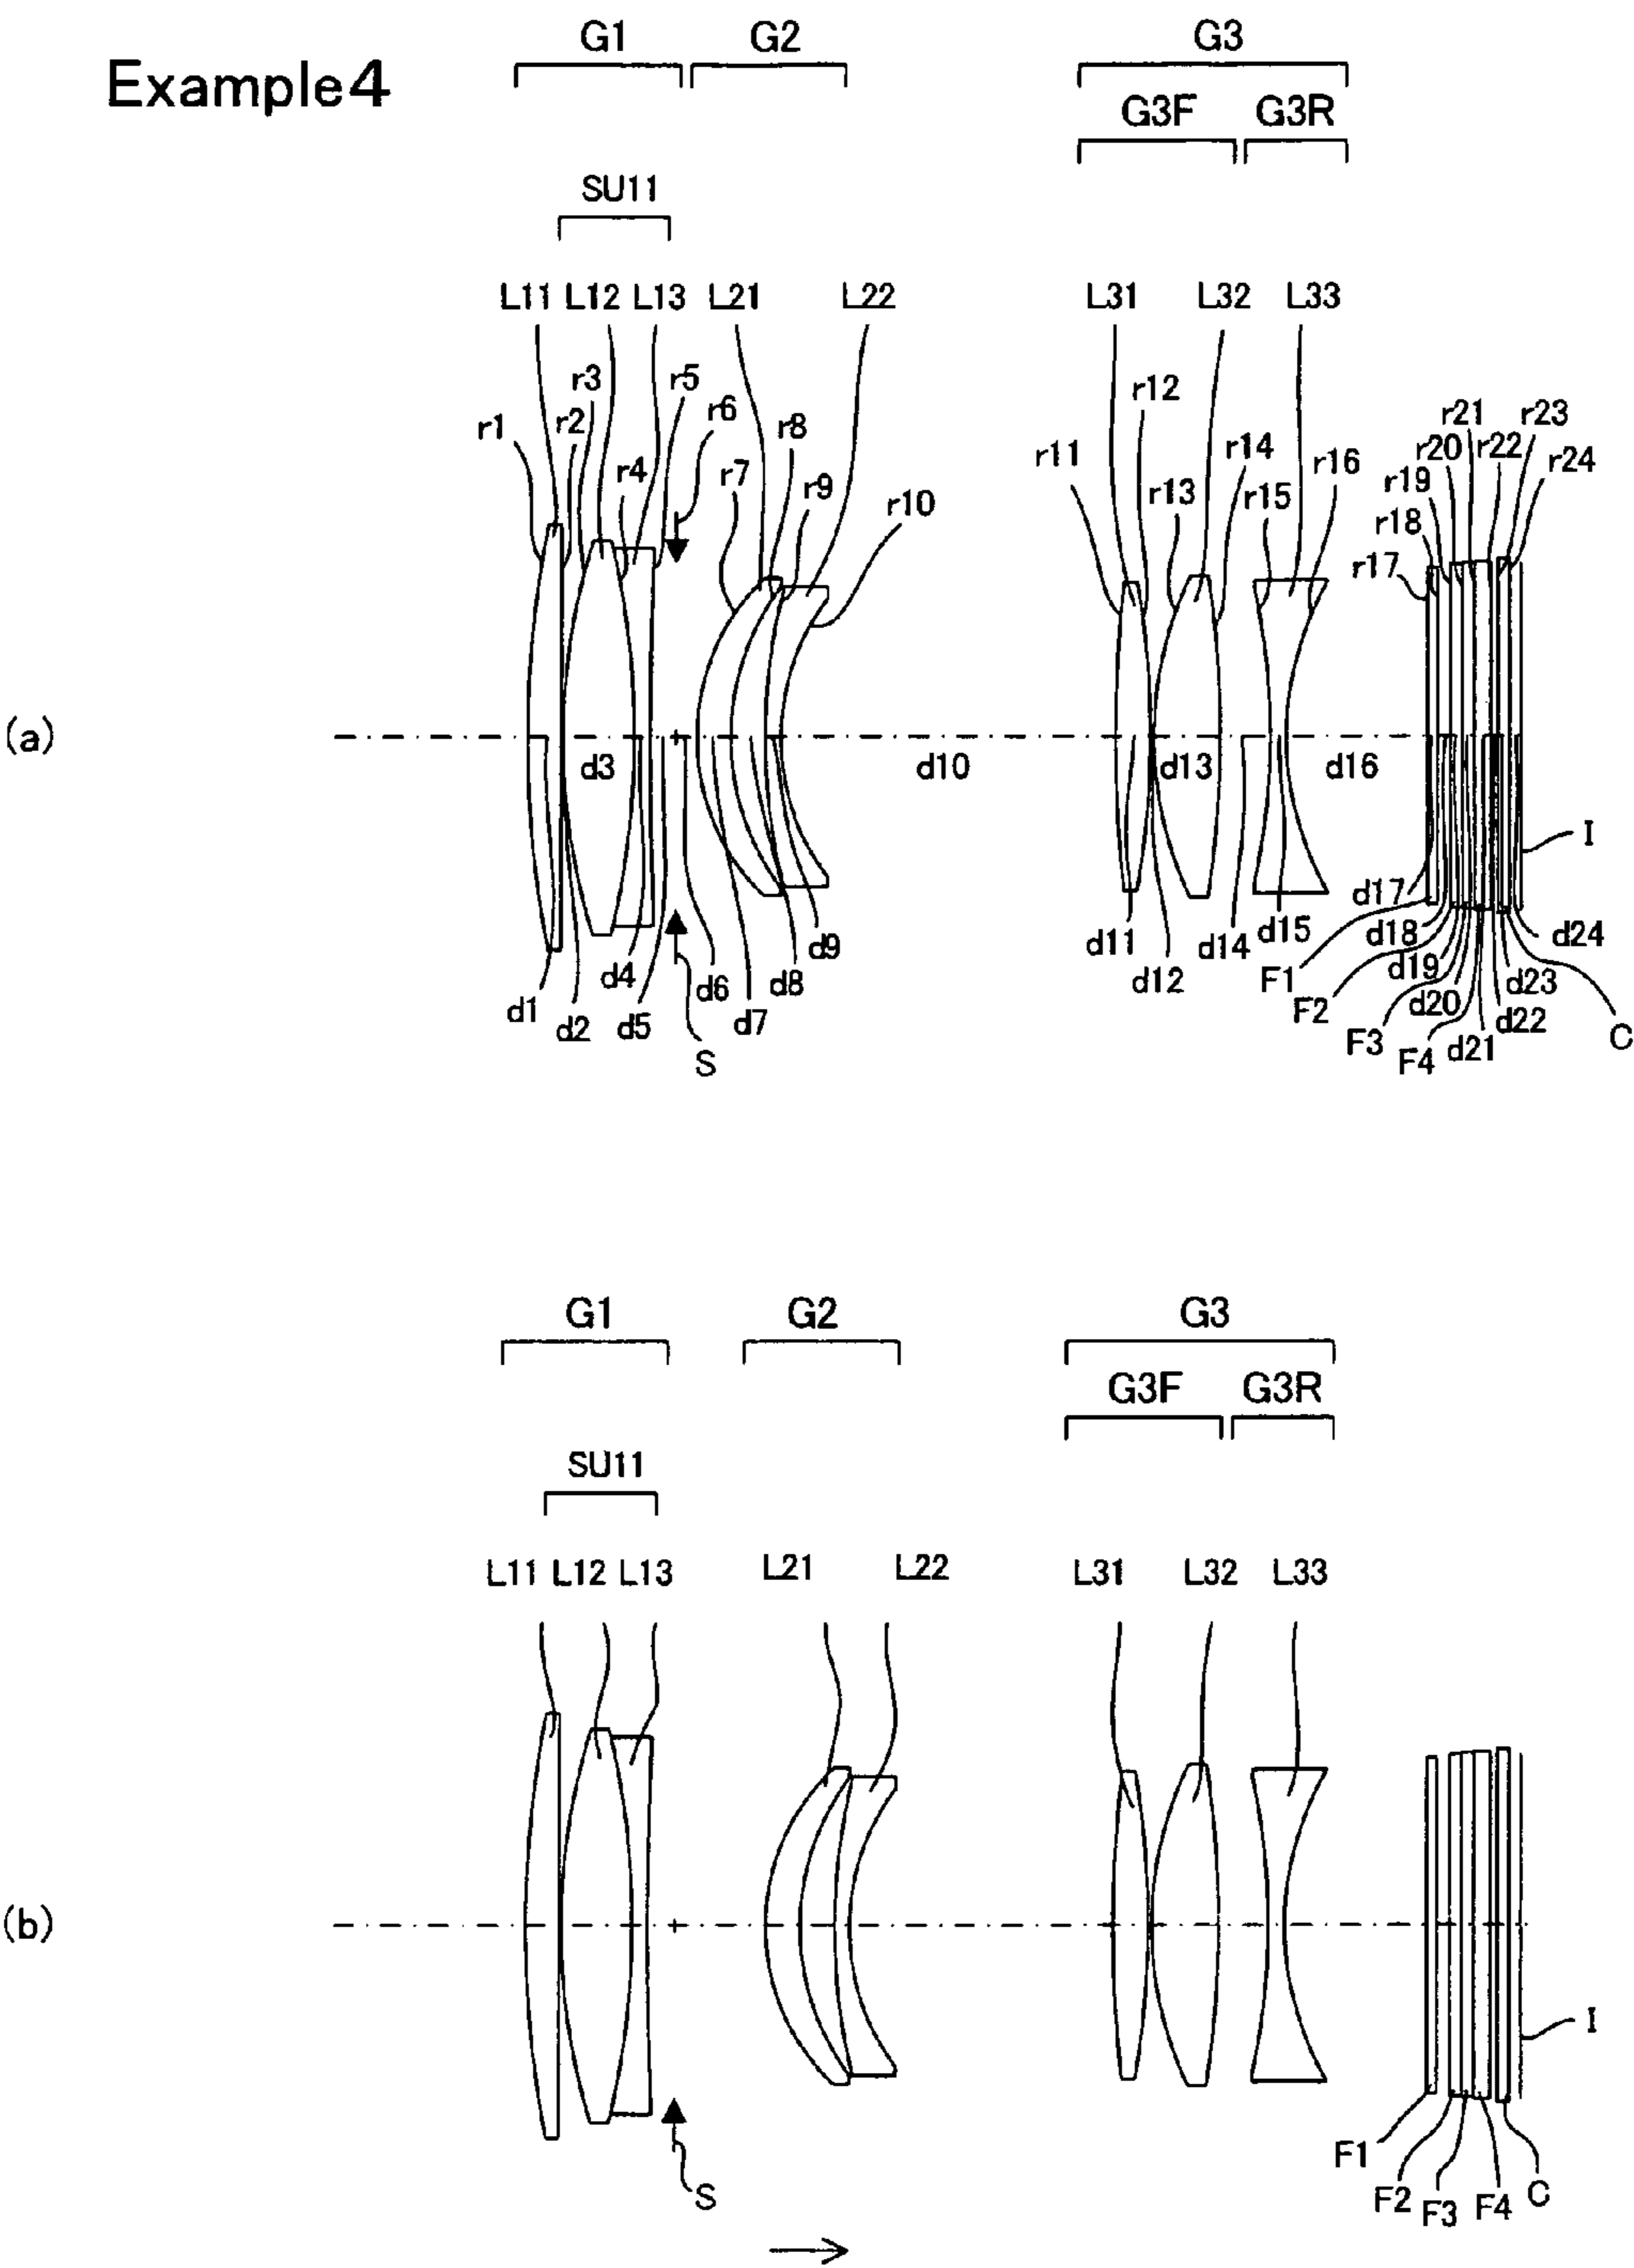 Example4
G1 G2 G3
G3F G3R
SU11
L11 L12 L13 L21 L22 L31 L32 L33
r1 r2 r3 r4 r5 r6 r7 r8 r9 r10 r11 r12 r13 r14 r15 r16 r17 r18 r19 r20 r21 r22 r23 r24
(a)
d3 d10 d13 d16
I
d1 d2 d4 d5 d6 d7 d8 d9 d11 d12 d14 d15 d17 d18 d19 d20 d21 d22 d23 d24
S F1 F2 F3 F4 C
G1 G2 G3
G3F G3R
SU11
L11 L12 L13 L21 L22 L31 L32 L33
(b)
I
F1 F2 F3 F4 C
S